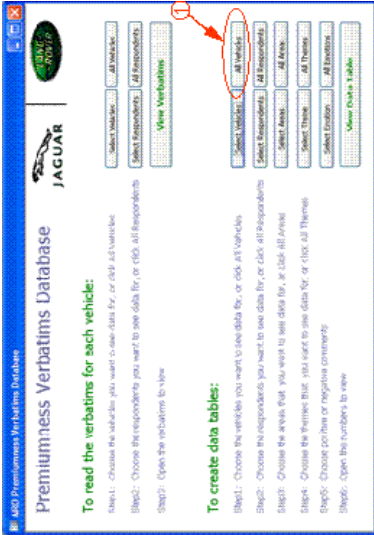 MRD Premiumness Verbatims Database
Premiumness Verbatims Database
JAGUAR
LAND ROVER
To read the verbatims for each vehicle:
Step1: Choose the vehicles you want to see data for, or click All Vehicles
Select Vehicles
All Vehicles
Step2: Choose the respondents you want to see data for, or click All Respondents
Select Respondents
All Respondents
Step3: Open the verbatims to view
View Verbatims
1
To create data tables:
Step1: Choose the vehicles you want to see data for, or click All Vehicles
Select Vehicles
All Vehicles
Step2: Choose the respondents you want to see data for, or click All Respondents
Select Respondents
All Respondents
Step3: Choose the areas that you want to see data for, or click All Areas
Select Areas
All Areas
Step4: Choose the themes that you want to see data for, or click All Themes
Select Theme
All Themes
Step5: Choose positive or negative comments
Select Emotion
All Emotions
Step6: Open the numbers to view
View Data Tables